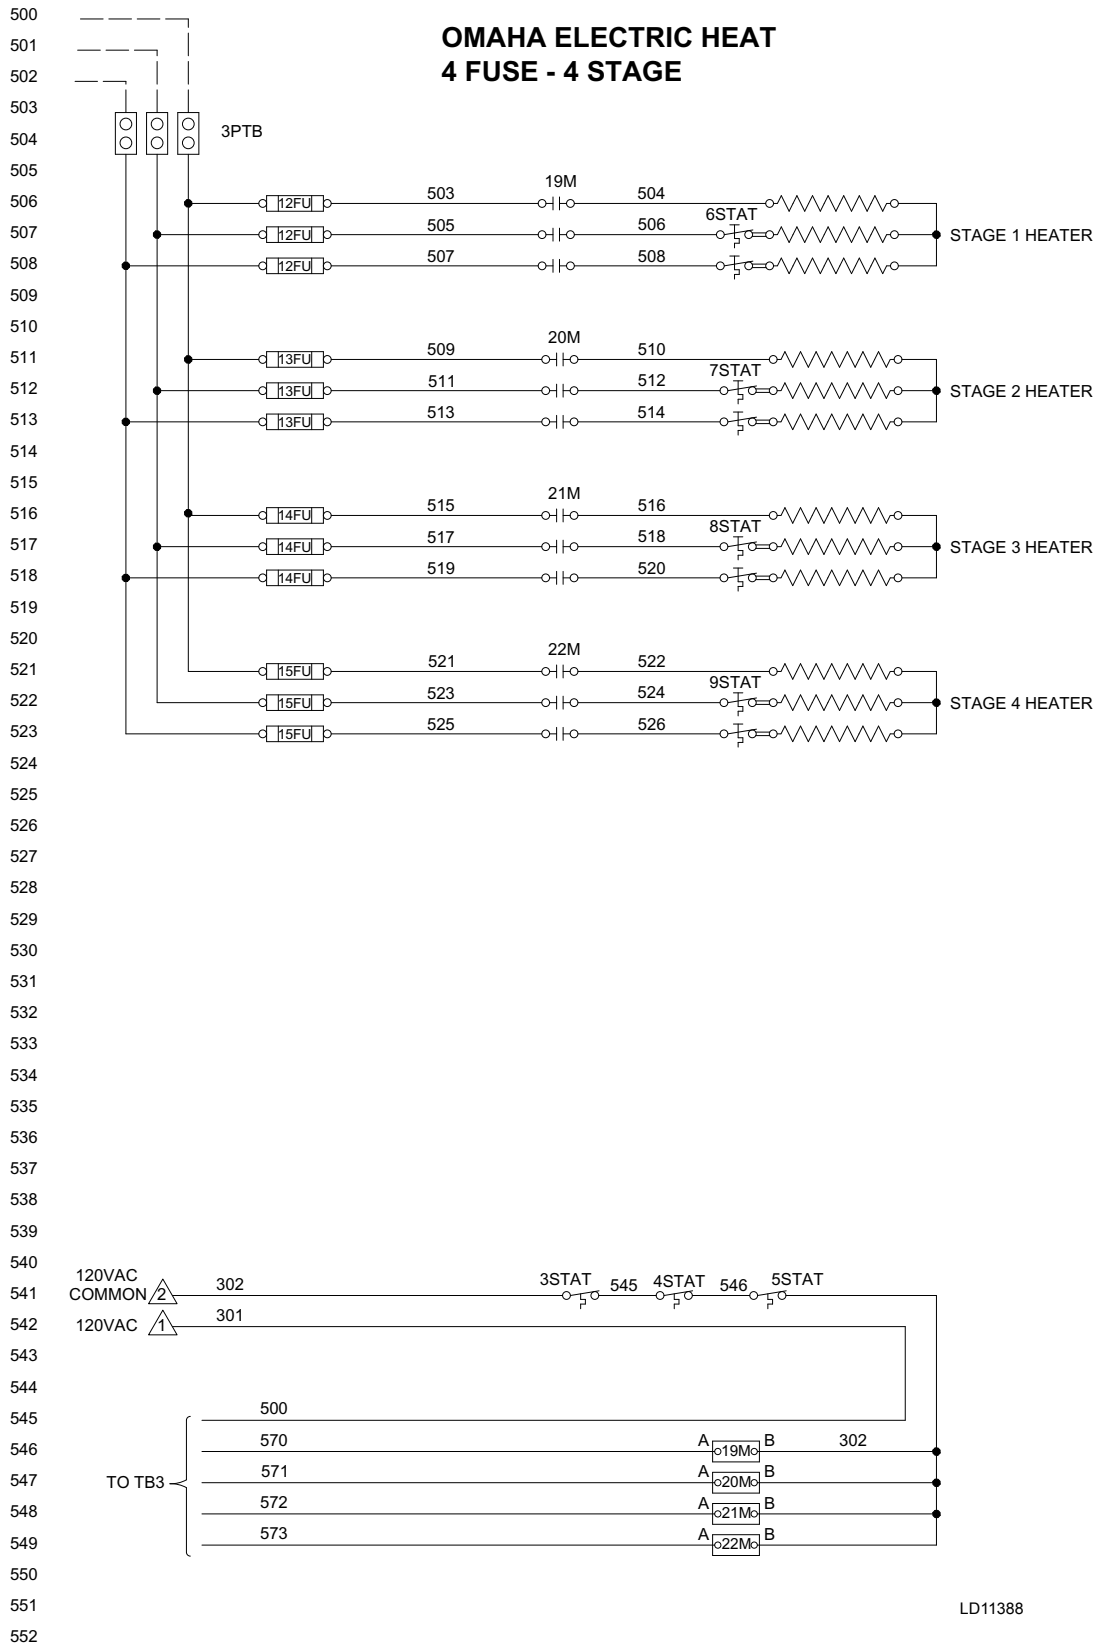 OMAHA ELECTRIC HEAT
4 FUSE - 4 STAGE
500
501
502
503
504 3PTB
505
19M
506 12FU 503 504
6STAT
507 12FU 505 506 STAGE 1 HEATER
508 12FU 507 508
509
510
20M
511 13FU 509 510
7STAT
512 13FU 511 512 STAGE 2 HEATER
513 13FU 513 514
514
515
21M
516 14FU 515 516
8STAT
517 14FU 517 518 STAGE 3 HEATER
518 14FU 519 520
519
520
22M
521 15FU 521 522
9STAT
522 15FU 523 524 STAGE 4 HEATER
523 15FU 525 526
524
525
526
527
528
529
530
531
532
533
534
535
536
537
538
539
540
120VAC
541 COMMON 2 302 3STAT 545 4STAT 546 5STAT
542 120VAC 1 301
543
544
545 500
546 570 A 19M B 302
547 TO TB3 571 A 20M B
548 572 A 21M B
549 573 A 22M B
550
551 LD11388
552